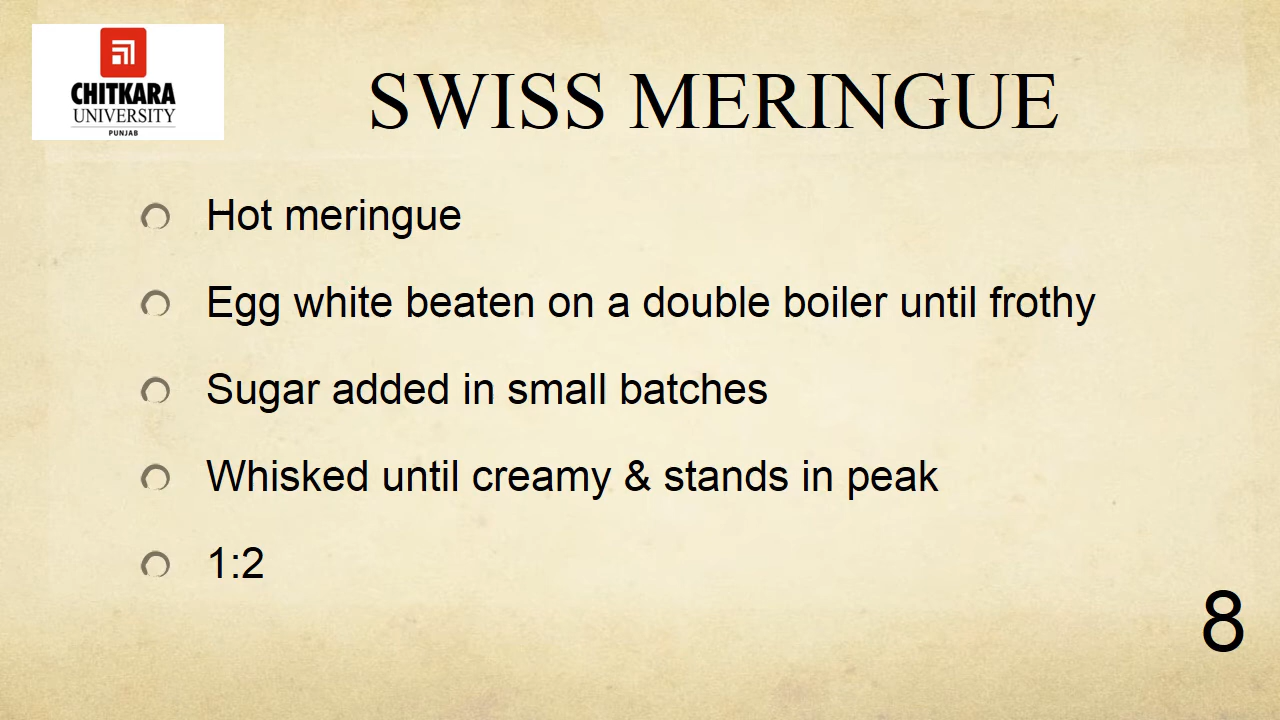 CHITKARA
UNIVERSITY
PUNJAB
SWISS MERINGUE
Hot meringue
Egg white beaten on a double boiler until frothy
Sugar added in small batches
Whisked until creamy & stands in peak
1:2
8